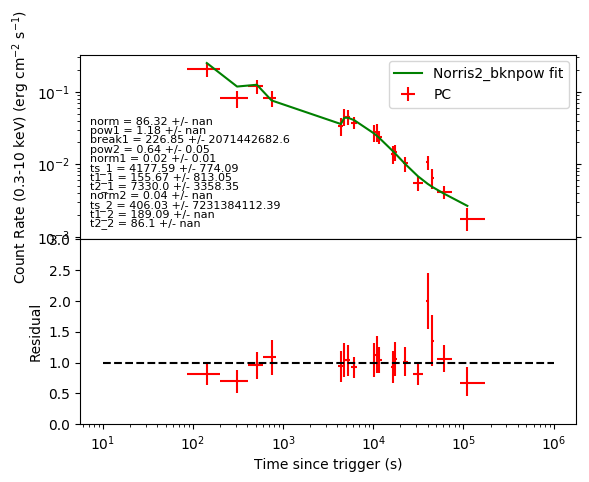 Count Rate (0.3-10 keV) (erg cm⁻² s⁻¹)
10⁻¹
10⁻²
10⁻³
Norris2_bknpow fit
PC
norm = 86.32 +/- nan
pow1 = 1.18 +/- nan
break1 = 226.85 +/- 2071442682.6
pow2 = 0.64 +/- 0.05
norm1 = 0.02 +/- 0.01
ts_1 = 4177.59 +/- 774.09
t1_1 = 155.67 +/- 813.05
t2_1 = 7330.0 +/- 3358.35
norm2 = 0.04 +/- nan
ts_2 = 406.03 +/- 7231384112.39
t1_2 = 189.09 +/- nan
t2_2 = 86.1 +/- nan
Residual
3.0
2.5
2.0
1.5
1.0
0.5
0.0
10¹ 10² 10³ 10⁴ 10⁵ 10⁶
Time since trigger (s)